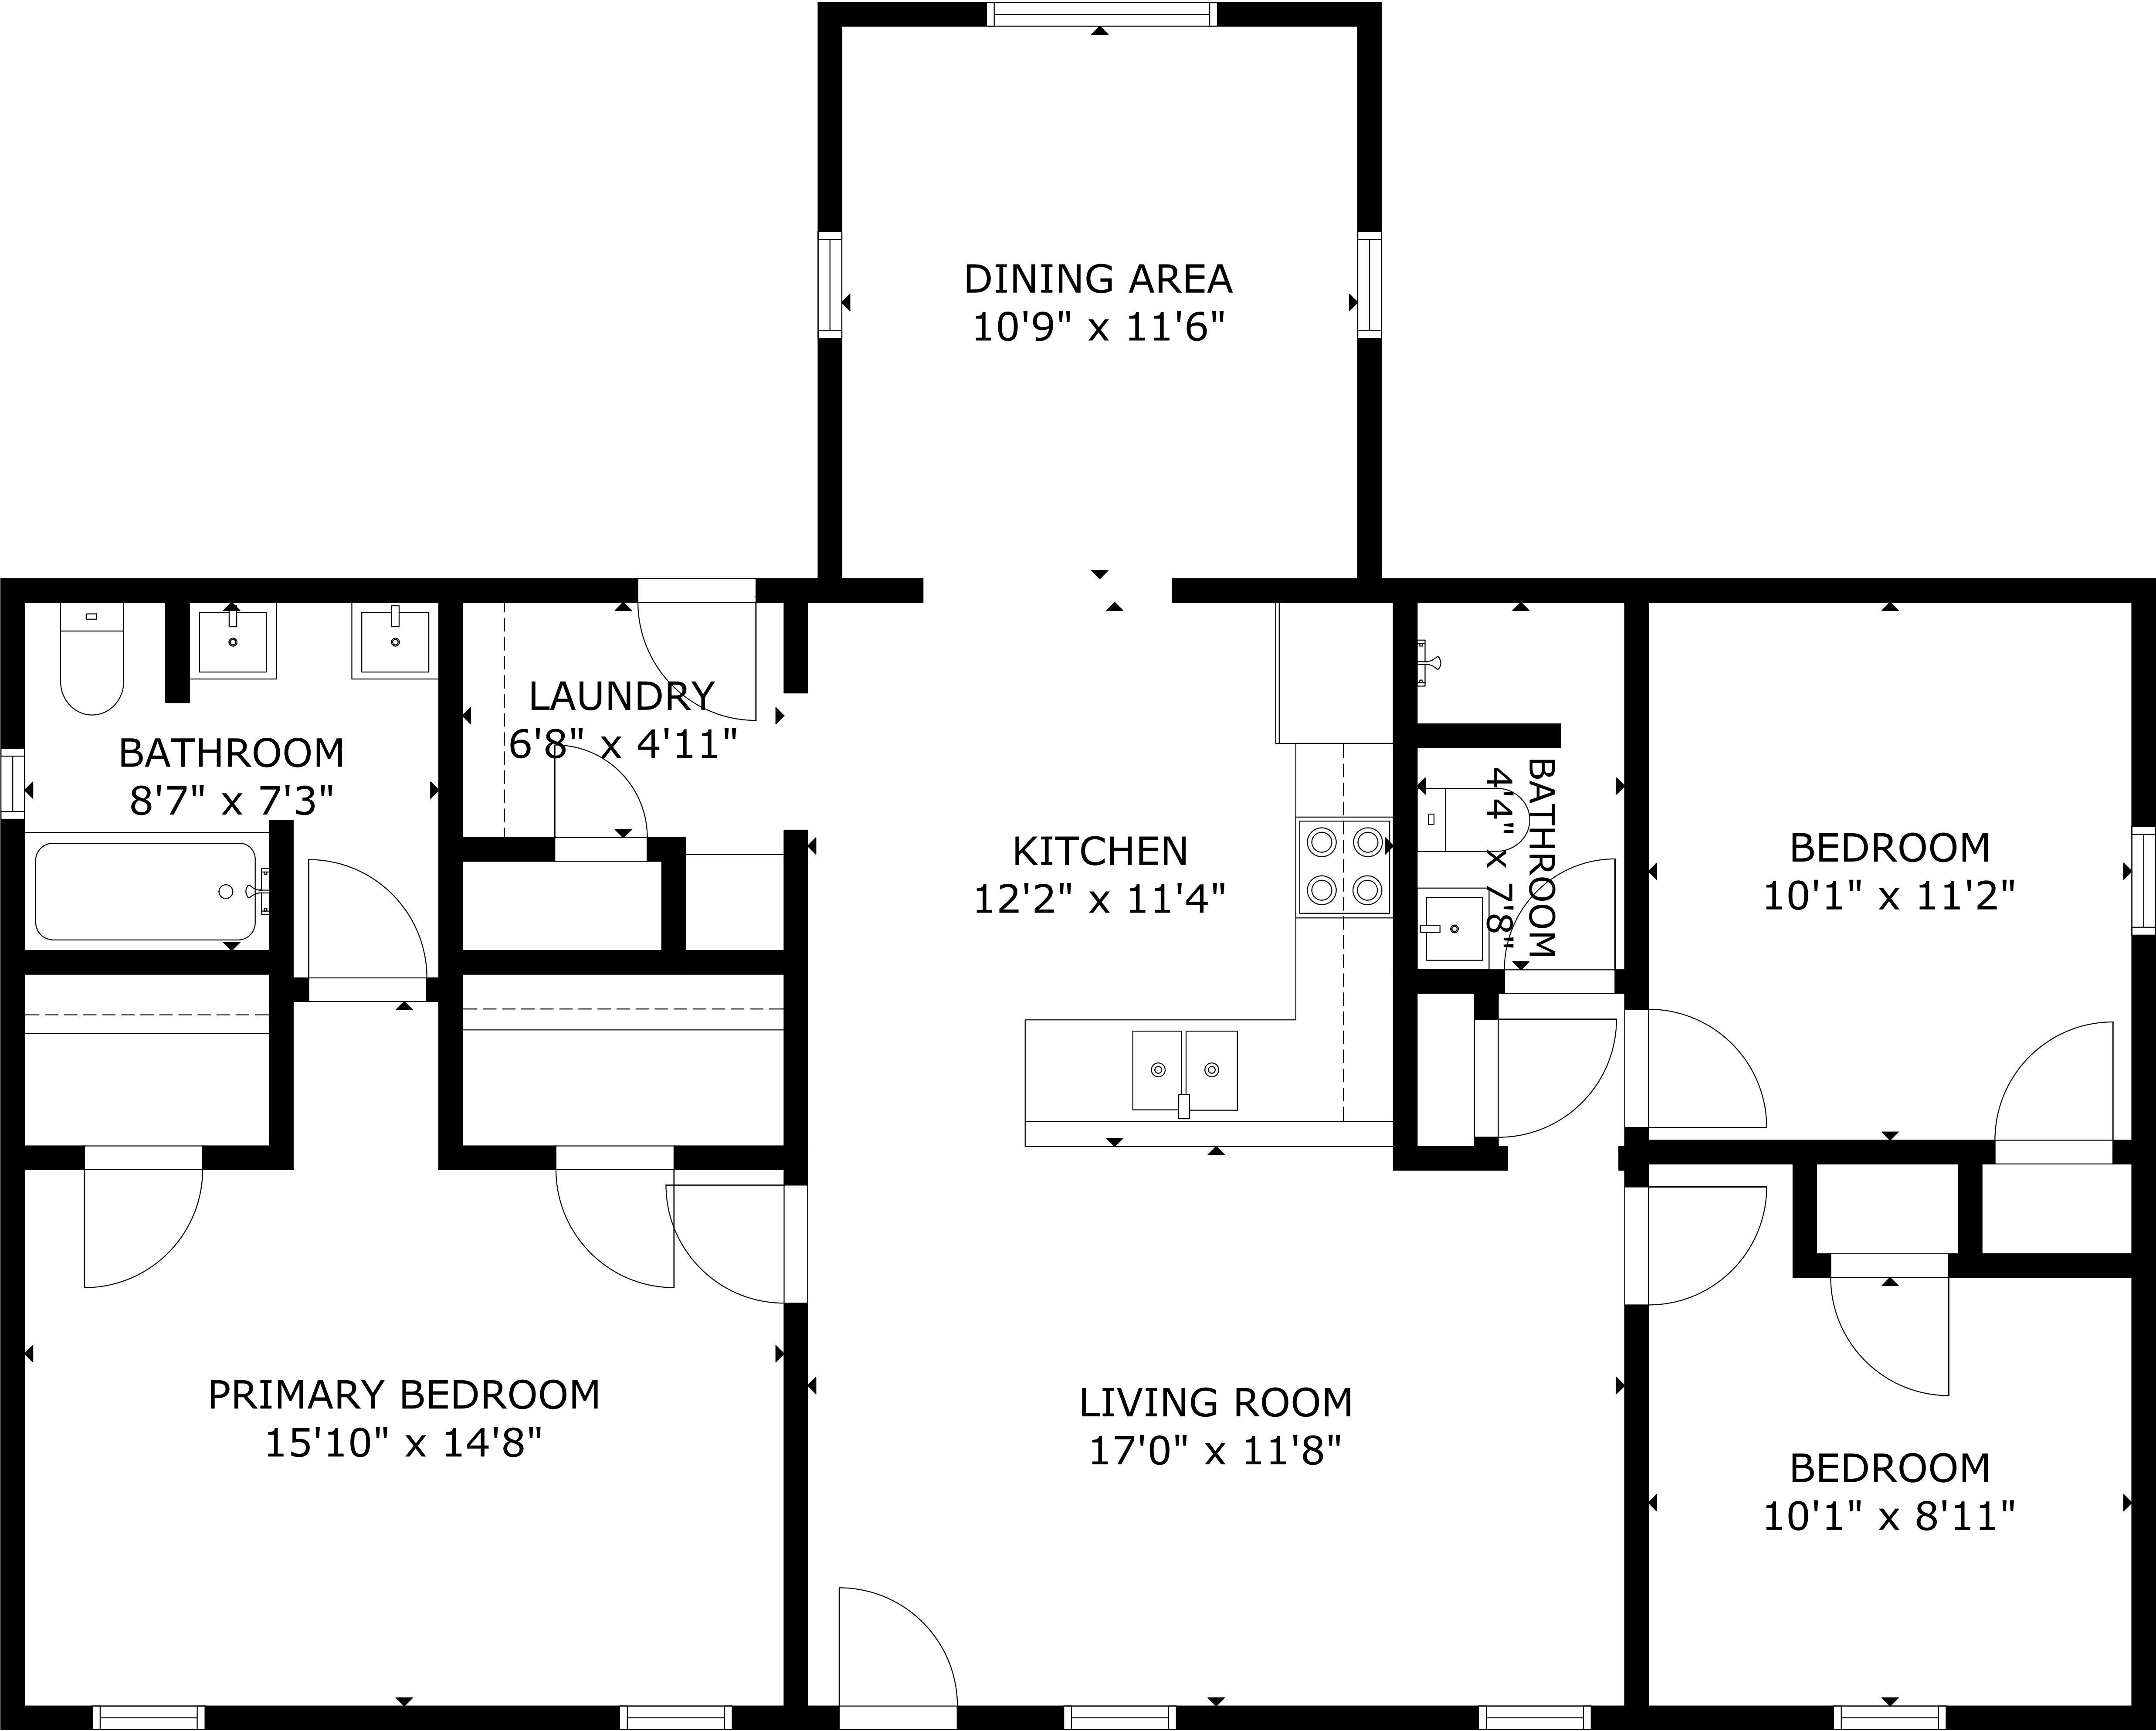 DINING AREA
10'9" x 11'6"
LAUNDRY
6'8" x 4'11"
BATHROOM
8'7" x 7'3"
KITCHEN
12'2" x 11'4"
BATHROOM
4'4" x 7'8"
BEDROOM
10'1" x 11'2"
PRIMARY BEDROOM
15'10" x 14'8"
LIVING ROOM
17'0" x 11'8"
BEDROOM
10'1" x 8'11"